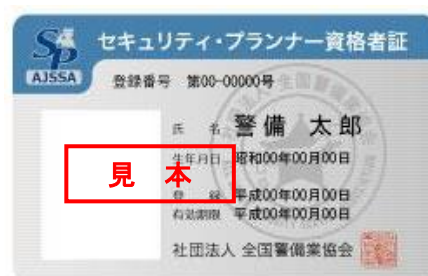 SP
AJSSA
セキュリティ・プランナー資格者証
登録番号 第00-00000号
氏 名 警備 太郎
生年月日 昭和00年00月00日
見本
登 録 平成00年00月00日
有効期限 平成00年00月00日
社団法人 全国警備業協会